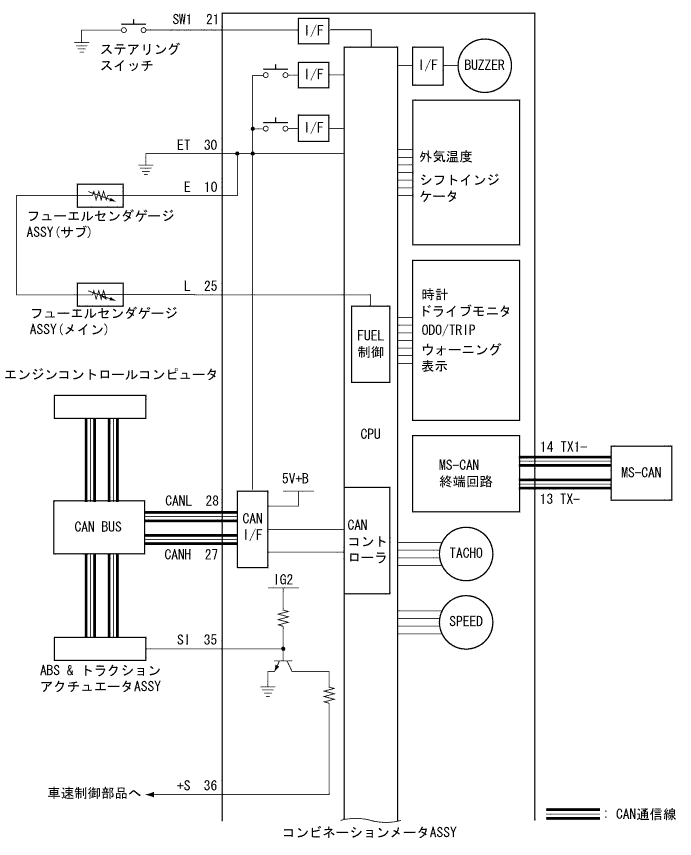 SW1 21
ステアリング
スイッチ
I/F
I/F
I/F
I/F
BUZZER
ET 30
E 10
フューエルセンダゲージ
ASSY(サブ)
外気温度
シフトインジ
ケータ
L 25
フューエルセンダゲージ
ASSY(メイン)
FUEL
制御
時計
ドライブモニタ
ODO/TRIP
ウォーニング
表示
エンジンコントロールコンピュータ
CPU
MS-CAN
終端回路
14 TX1-
13 TX-
MS-CAN
CAN BUS
CANL 28
CANH 27
CAN
I/F
5V+B
CAN
コント
ローラ
TACHO
IG2
SPEED
SI 35
ABS & トラクション
アクチュエータASSY
車速制御部品へ
+S 36
コンビネーションメータASSY
: CAN通信線